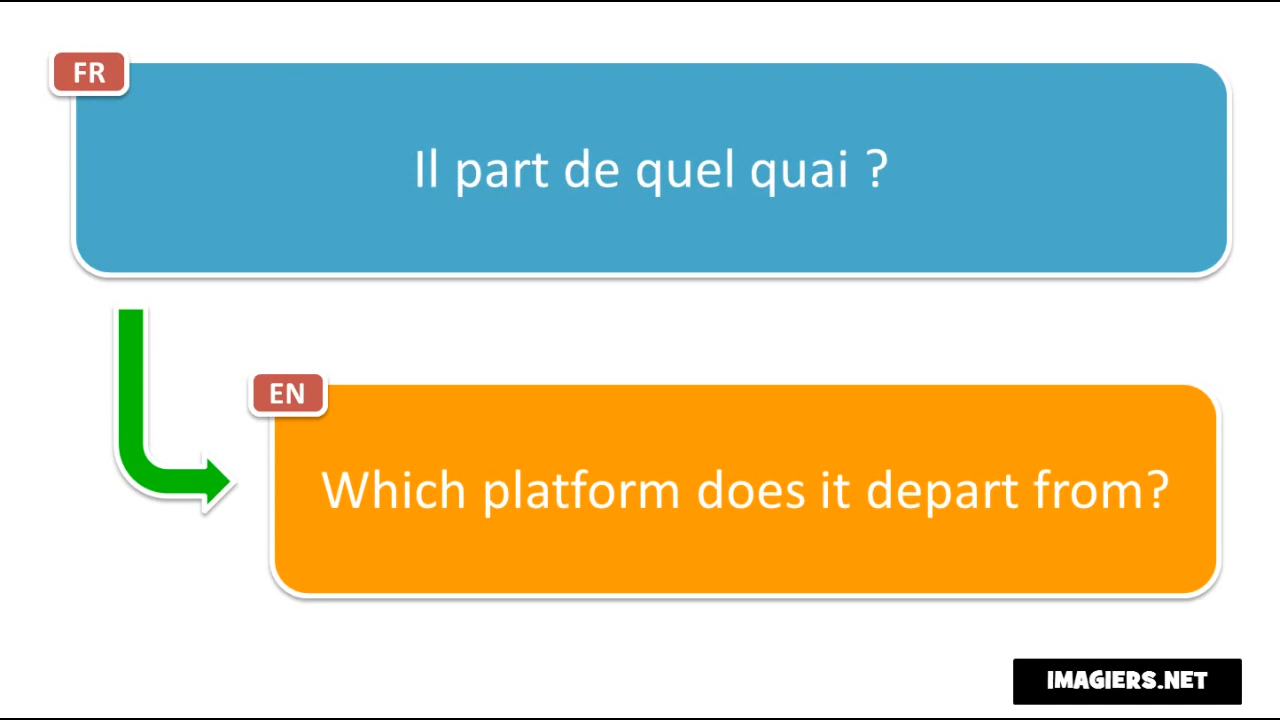 FR
Il part de quel quai ?
EN
Which platform does it depart from?
IMAGIERS.NET